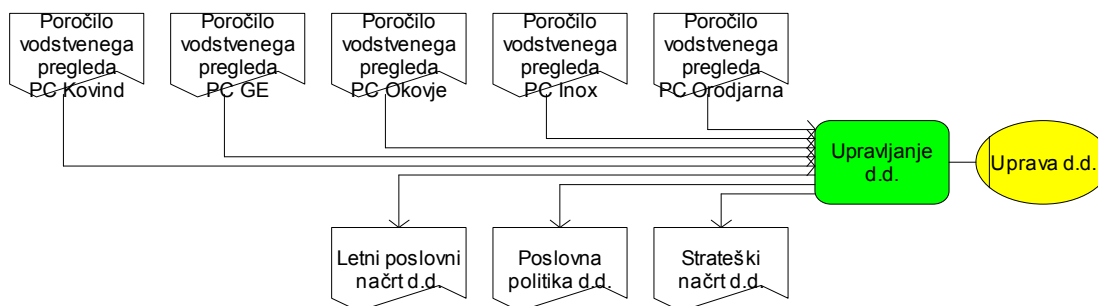 Poročilo
vodstvenega
pregleda
PC Kovind
Poročilo
vodstvenega
pregleda
PC GE
Poročilo
vodstvenega
pregleda
PC Okovje
Poročilo
vodstvenega
pregleda
PC Inox
Poročilo
vodstvenega
pregleda
PC Orodjarna
Upravljanje
d.d.
Uprava d.d.
Letni poslovni
načrt d.d.
Poslovna
politika d.d.
Strateški
načrt d.d.